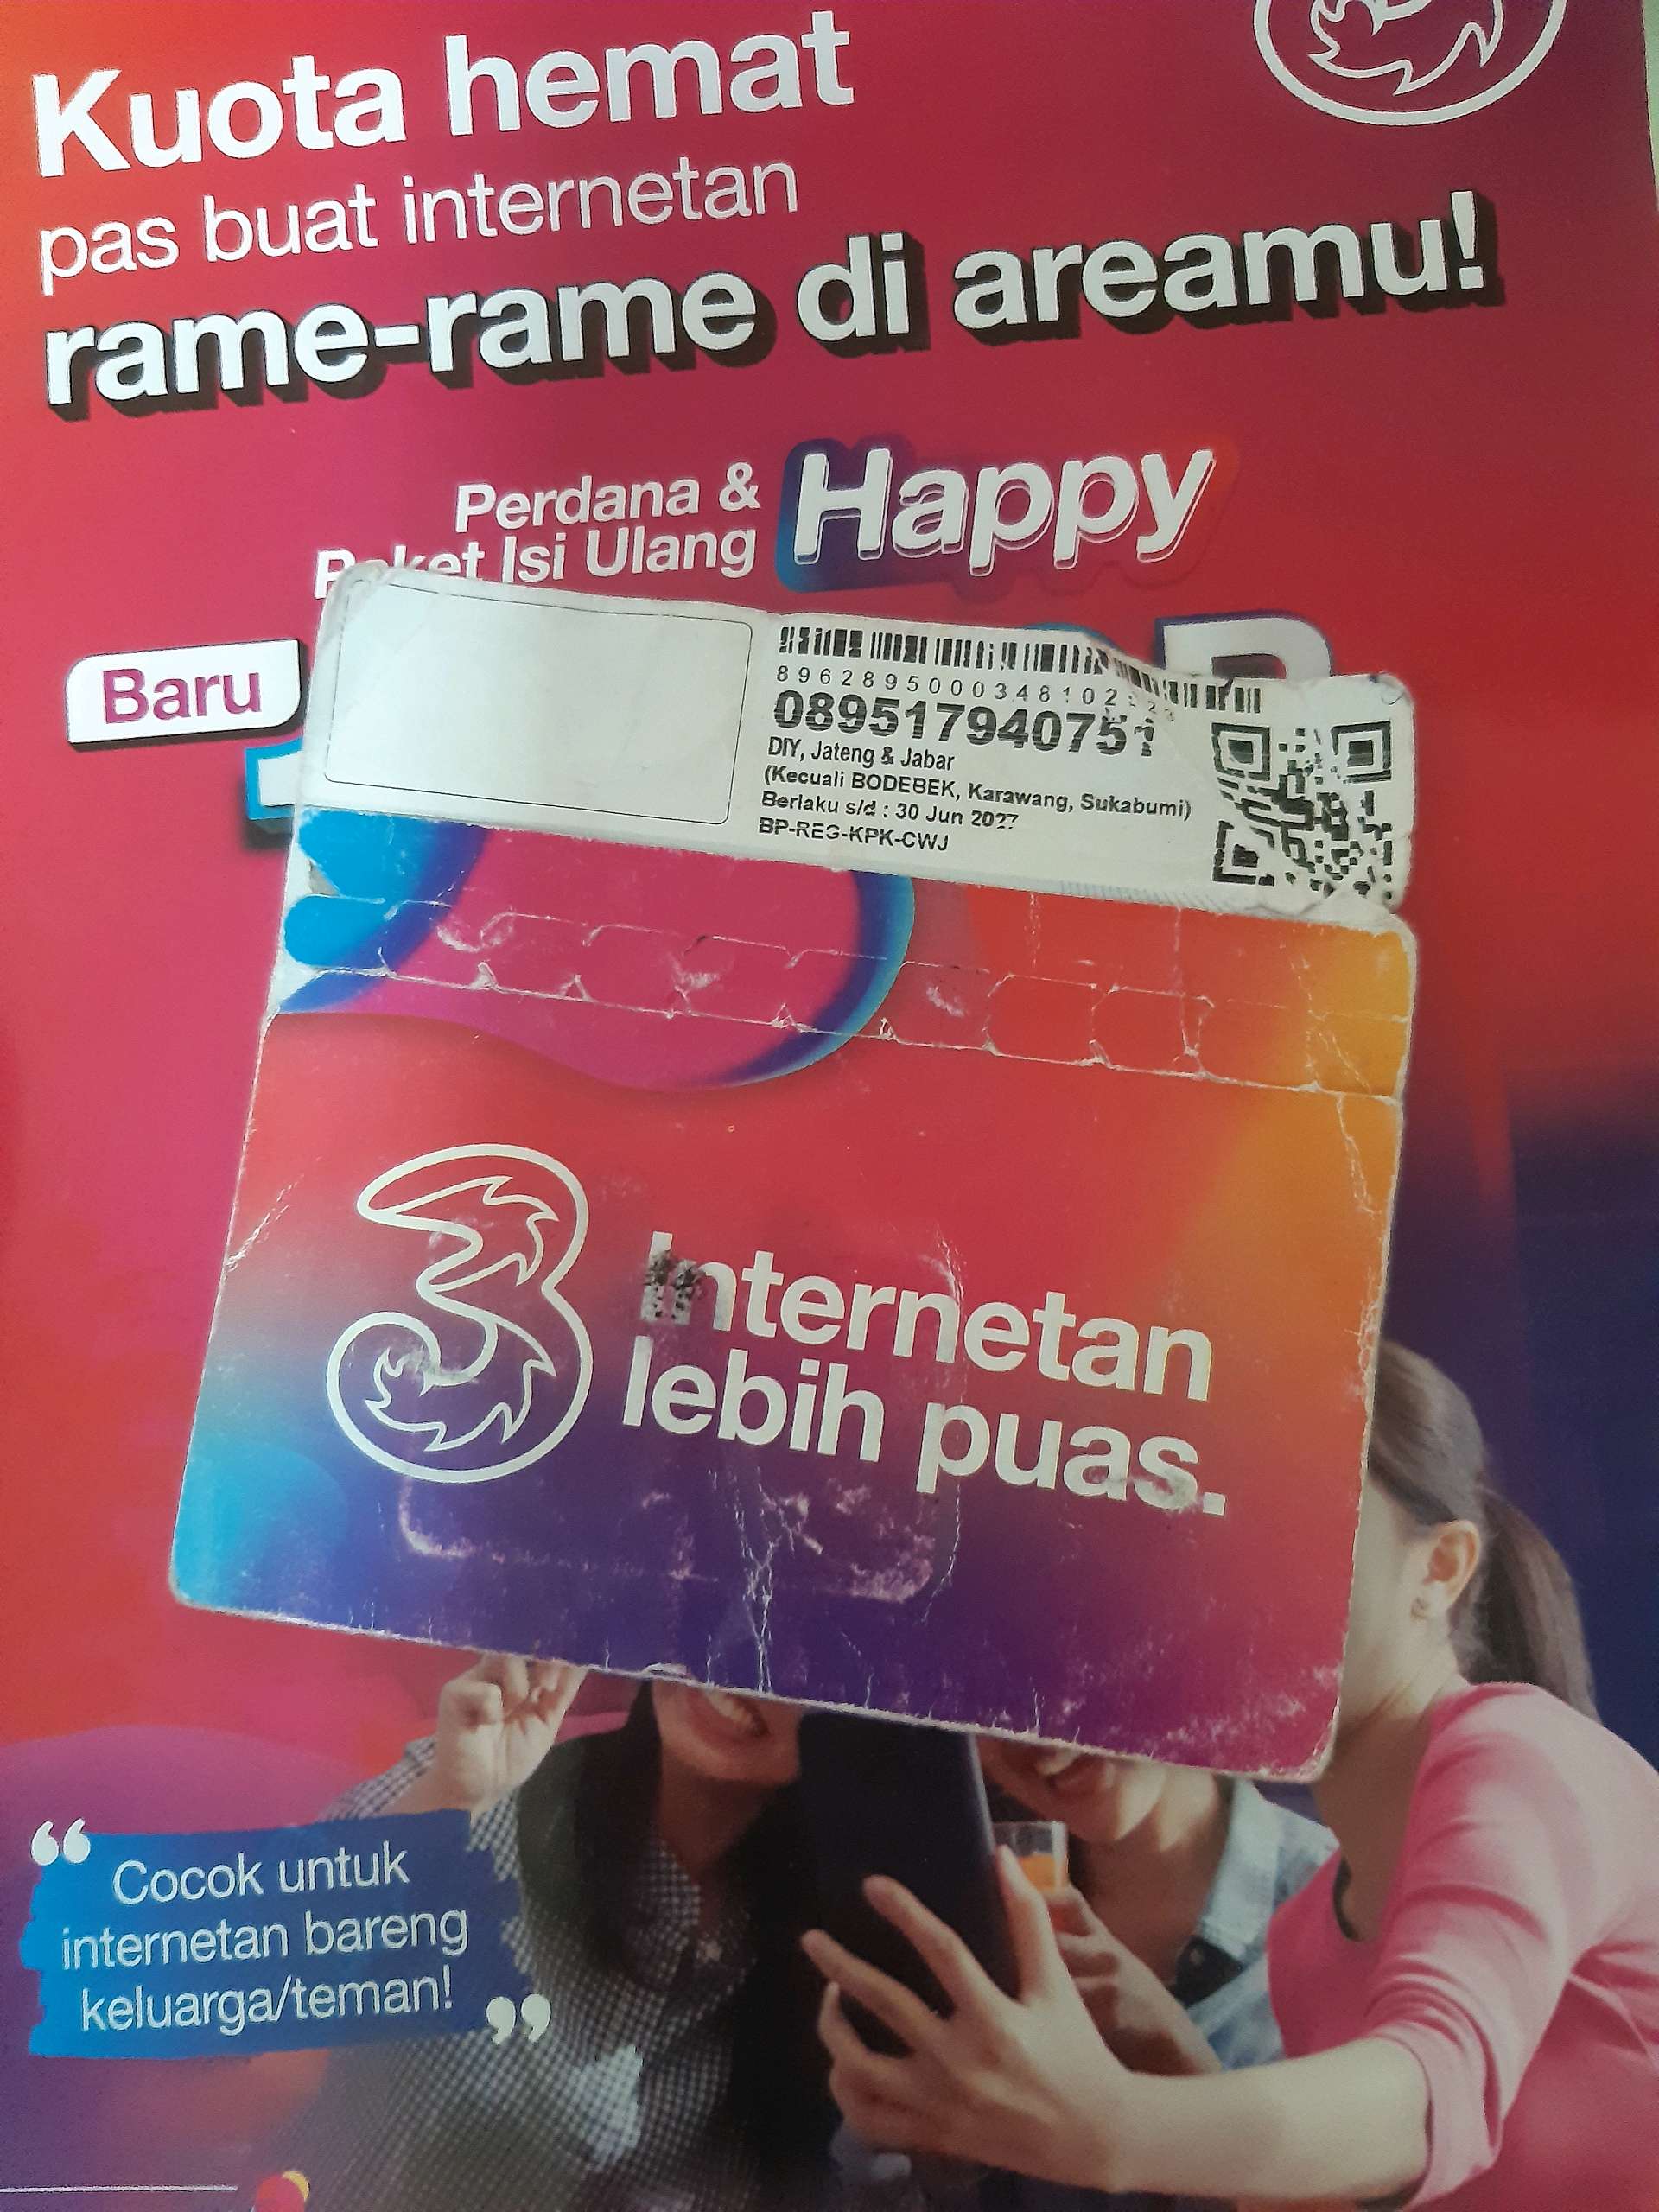 Kuota hemat
pas buat internetan
rame-rame di areamu!
Perdana &
Paket Isi Ulang
Happy
Baru
089517940751
DIY, Jateng & Jabar
(Kecuali BODEBEK, Karawang, Sukabumi)
Berlaku s/d : 30 Jun 2027
BP-REG-KPK-CWJ
3
Internetan
lebih puas.
“ Cocok untuk
internetan bareng
keluarga/teman! ”